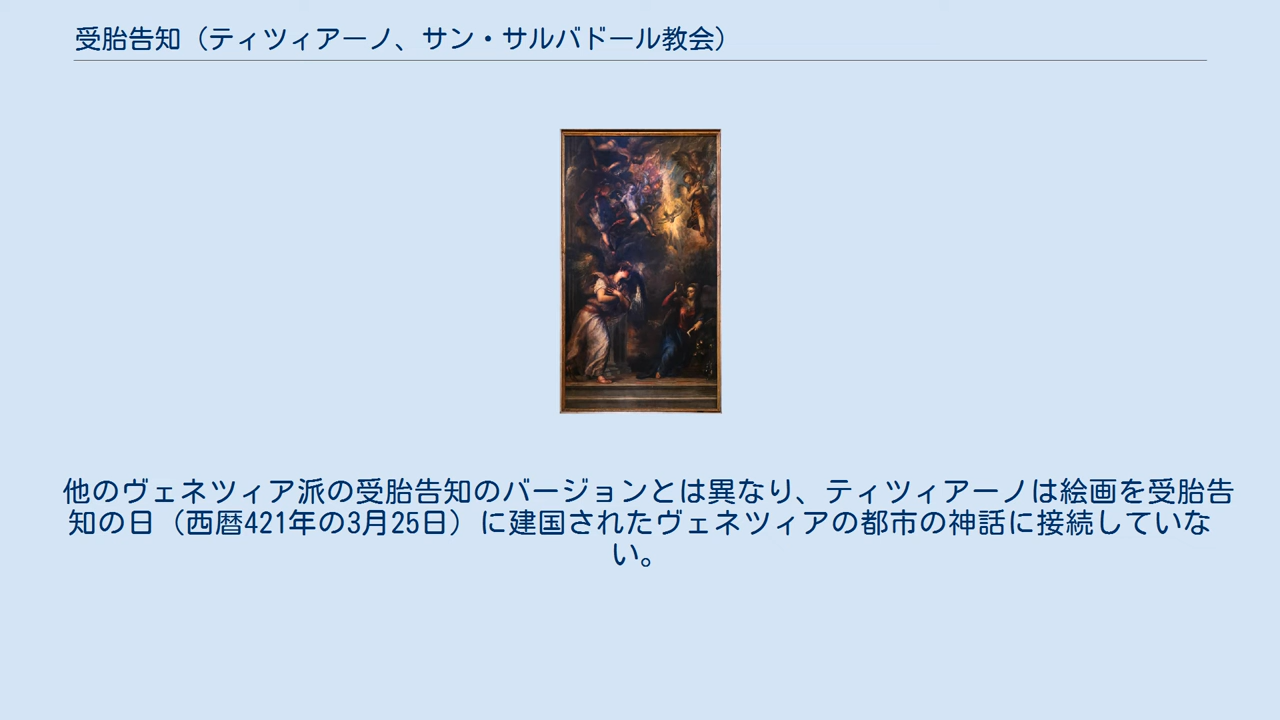 受胎告知（ティツィアーノ、サン・サルバドール教会）
他のヴェネツィア派の受胎告知のバージョンとは異なり、ティツィアーノは絵画を受胎告
知の日（西暦421年の3月25日）に建国されたヴェネツィアの都市の神話に接続していな
い。